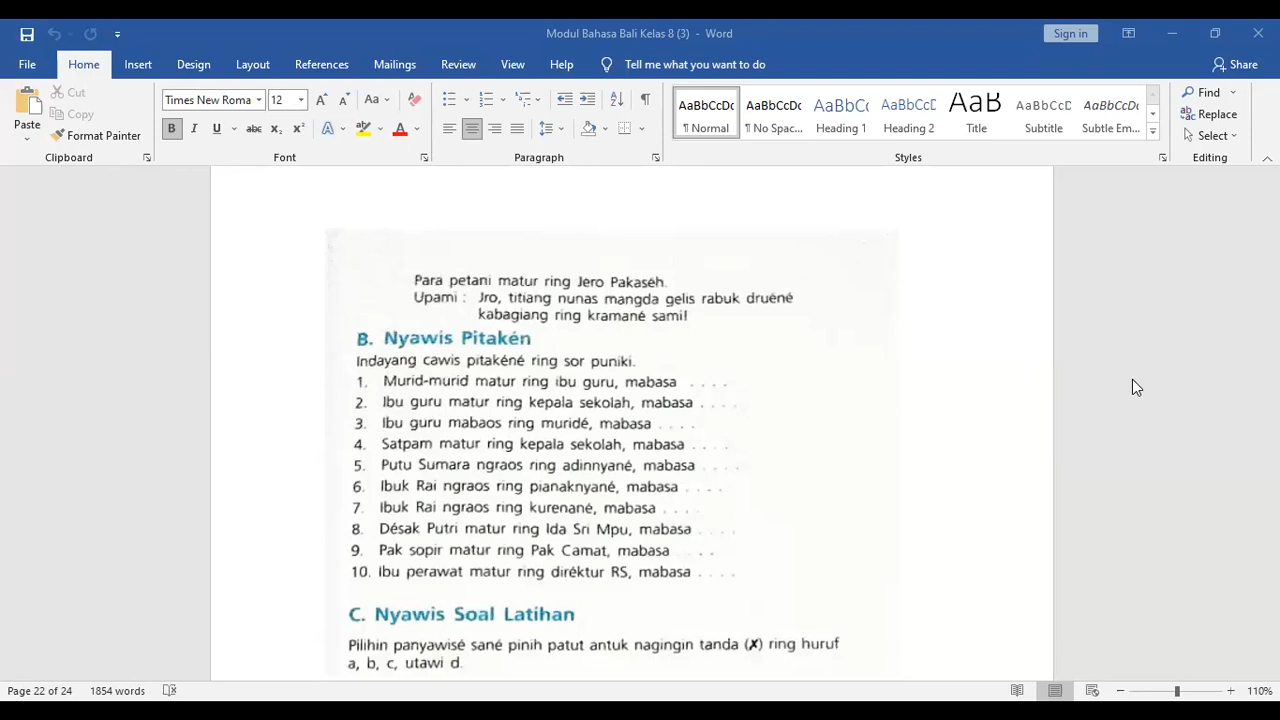 Modul Bahasa Bali Kelas 8 (3) - Word
Sign in
File Home Insert Design Layout References Mailings Review View Help Tell me what you want to do Share
Paste
Cut
Copy
Format Painter
Clipboard
Times New Roma 12 Aa
B I U abc x₂ x² A A
Font
Paragraph
AaBbCcDc AaBbCcDc AaBbC AaBbCcD AaB AaBbCcD AaBbCcD
¶ Normal ¶ No Spac... Heading 1 Heading 2 Title Subtitle Subtle Em...
Styles
Find
Replace
Select
Editing
Para petani matur ring Jero Pakaséh.
Upami : Jro, titiang nunas mangda gelis rabuk druéné
kabagiang ring kramané sami!
B. Nyawis Pitakén
Indayang cawis pitakéné ring sor puniki.
1. Murid-murid matur ring ibu guru, mabasa . . . .
2. Ibu guru matur ring kepala sekolah, mabasa . . . .
3. Ibu guru mabaos ring muridé, mabasa . . . .
4. Satpam matur ring kepala sekolah, mabasa . . . .
5. Putu Sumara ngraos ring adinnyané, mabasa . . . .
6. Ibuk Rai ngraos ring pianaknyané, mabasa . . . .
7. Ibuk Rai ngraos ring kurenané, mabasa . . . .
8. Désak Putri matur ring Ida Sri Mpu, mabasa . . . .
9. Pak sopir matur ring Pak Camat, mabasa . . . .
10. Ibu perawat matur ring diréktur RS, mabasa . . . .
C. Nyawis Soal Latihan
Pilihin panyawisé sané pinih patut antuk nagingin tanda (✗) ring huruf
a, b, c, utawi d.
Page 22 of 24 1854 words 110%